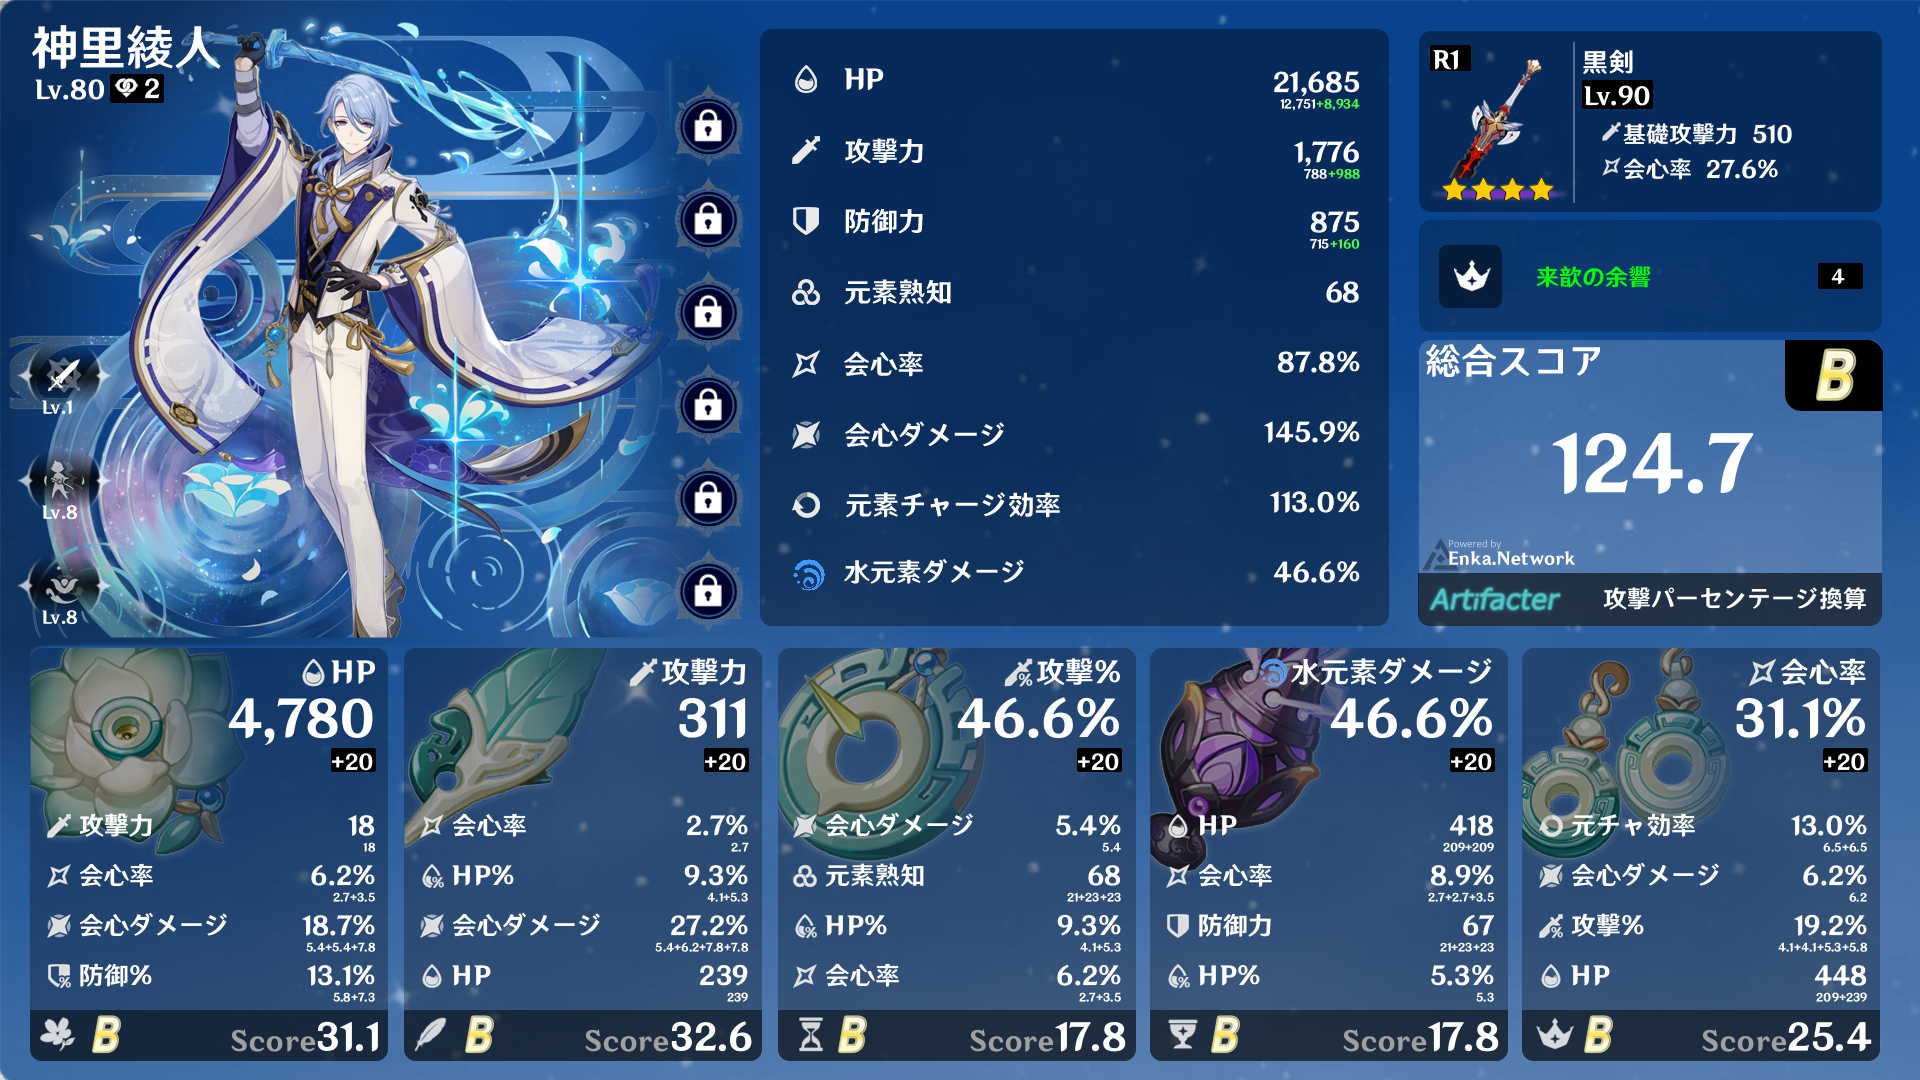 神里綾人
Lv.80 2
Lv.1
Lv.8
Lv.8
HP 21,685
12,751+8,934
攻撃力 1,776
788+988
防御力 875
715+160
元素熟知 68
会心率 87.8%
会心ダメージ 145.9%
元素チャージ効率 113.0%
水元素ダメージ 46.6%
R1
黒剣
Lv.90
基礎攻撃力 510
会心率 27.6%
来歆の余響 4
総合スコア B
124.7
Powered by
Enka.Network
Artifacter 攻撃パーセンテージ換算
HP
4,780
+20
攻撃力 18
18
会心率 6.2%
2.7+3.5
会心ダメージ 18.7%
5.4+5.4+7.8
防御% 13.1%
5.8+7.3
B Score31.1
攻撃力
311
+20
会心率 2.7%
2.7
HP% 9.3%
4.1+5.3
会心ダメージ 27.2%
5.4+6.2+7.8+7.8
HP 239
239
B Score32.6
攻撃%
46.6%
+20
会心ダメージ 5.4%
5.4
元素熟知 68
21+23+23
HP% 9.3%
4.1+5.3
会心率 6.2%
2.7+3.5
B Score17.8
水元素ダメージ
46.6%
+20
HP 418
209+209
会心率 8.9%
2.7+2.7+3.5
防御力 67
21+23+23
HP% 5.3%
5.3
B Score17.8
会心率
31.1%
+20
元チャ効率 13.0%
6.5+6.5
会心ダメージ 6.2%
6.2
攻撃% 19.2%
4.1+4.1+5.3+5.8
HP 448
209+239
B Score25.4